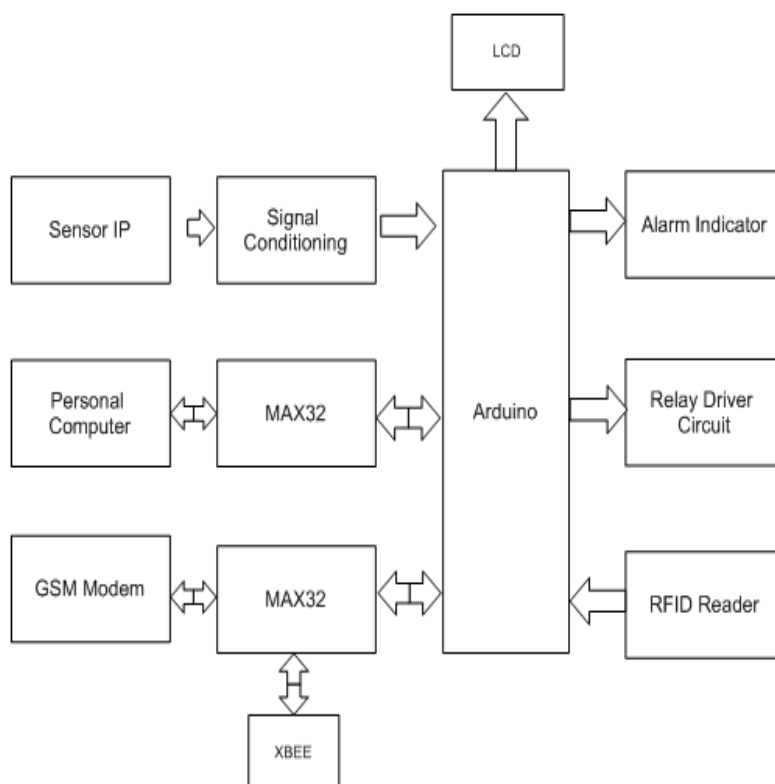 LCD
Sensor IP
Signal
Conditioning
Alarm Indicator
Personal
Computer
MAX32
Arduino
Relay Driver
Circuit
GSM Modem
MAX32
RFID Reader
XBEE